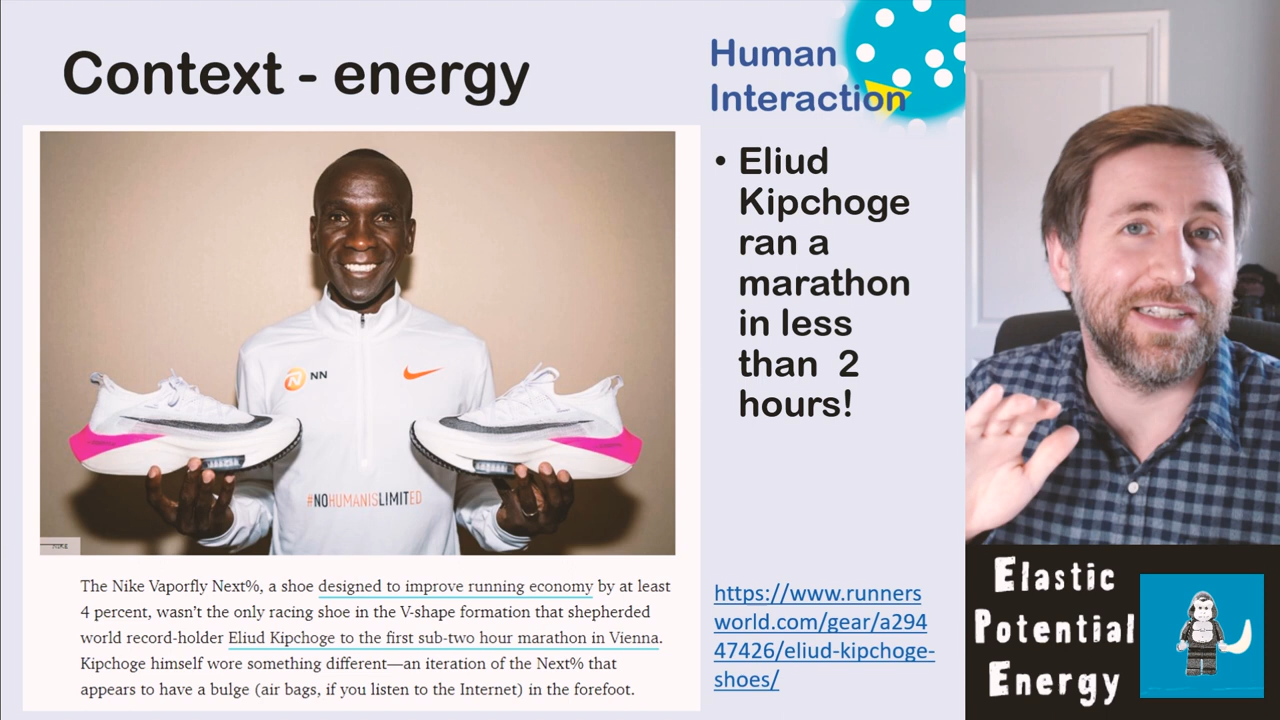 Context - energy
Human
Interaction
• Eliud
Kipchoge
ran a
marathon
in less
than 2
hours!
NN
#NOHUMANISLIMITED
NIKE
The Nike Vaporfly Next%, a shoe designed to improve running economy by at least
4 percent, wasn't the only racing shoe in the V-shape formation that shepherded
world record-holder Eliud Kipchoge to the first sub-two hour marathon in Vienna.
Kipchoge himself wore something different—an iteration of the Next% that
appears to have a bulge (air bags, if you listen to the Internet) in the forefoot.
https://www.runners
world.com/gear/a294
47426/eliud-kipchoge-
shoes/
Elastic
Potential
Energy